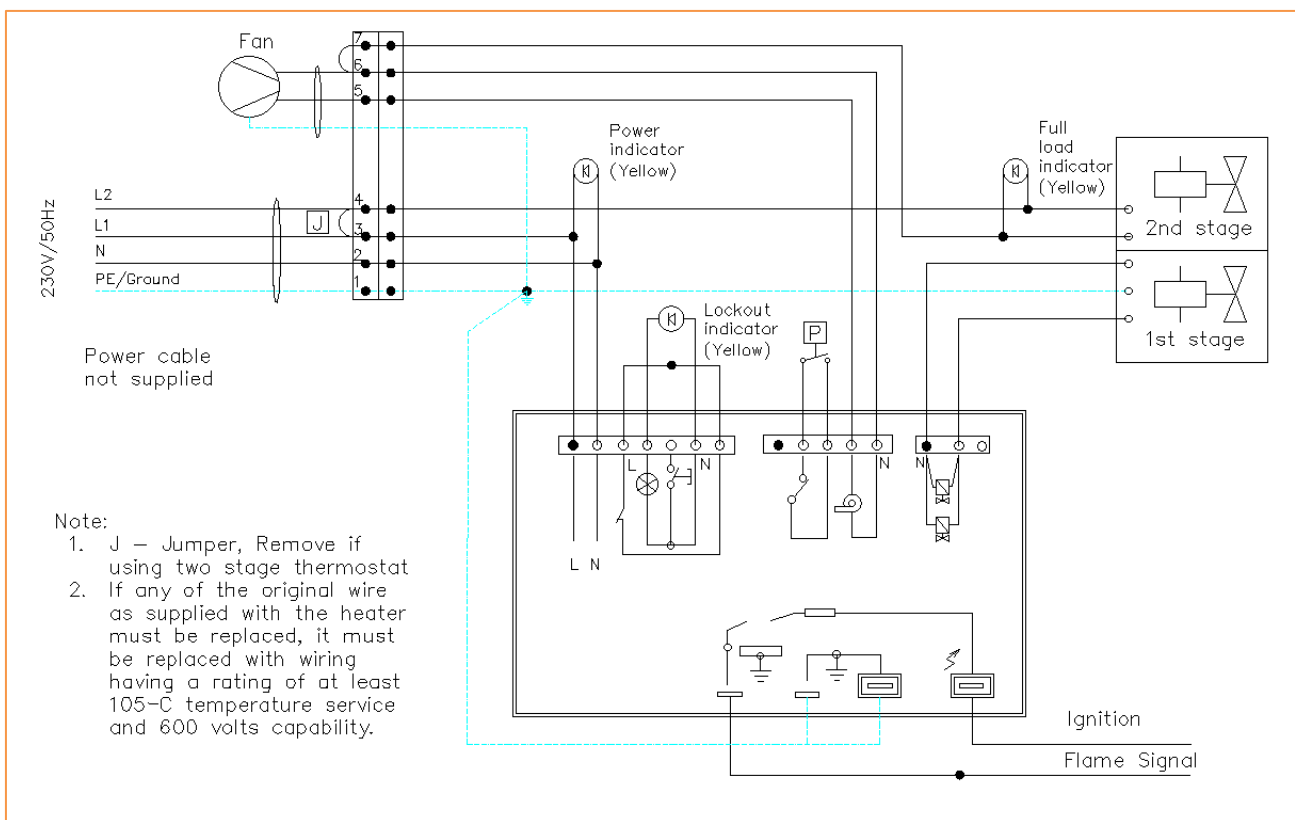 Fan
7
6
5
Power
indicator
(Yellow)
Full
load
indicator
(Yellow)
230V/50Hz
L2
L1
N
PE/Ground
4
3
2
1
J
2nd stage
1st stage
Power cable
not supplied
Lockout
indicator
(Yellow)
P
L
N
N
N
L N
Note:
1. J – Jumper, Remove if
using two stage thermostat
2. If any of the original wire
as supplied with the heater
must be replaced, it must
be replaced with wiring
having a rating of at least
105-C temperature service
and 600 volts capability.
Ignition
Flame Signal